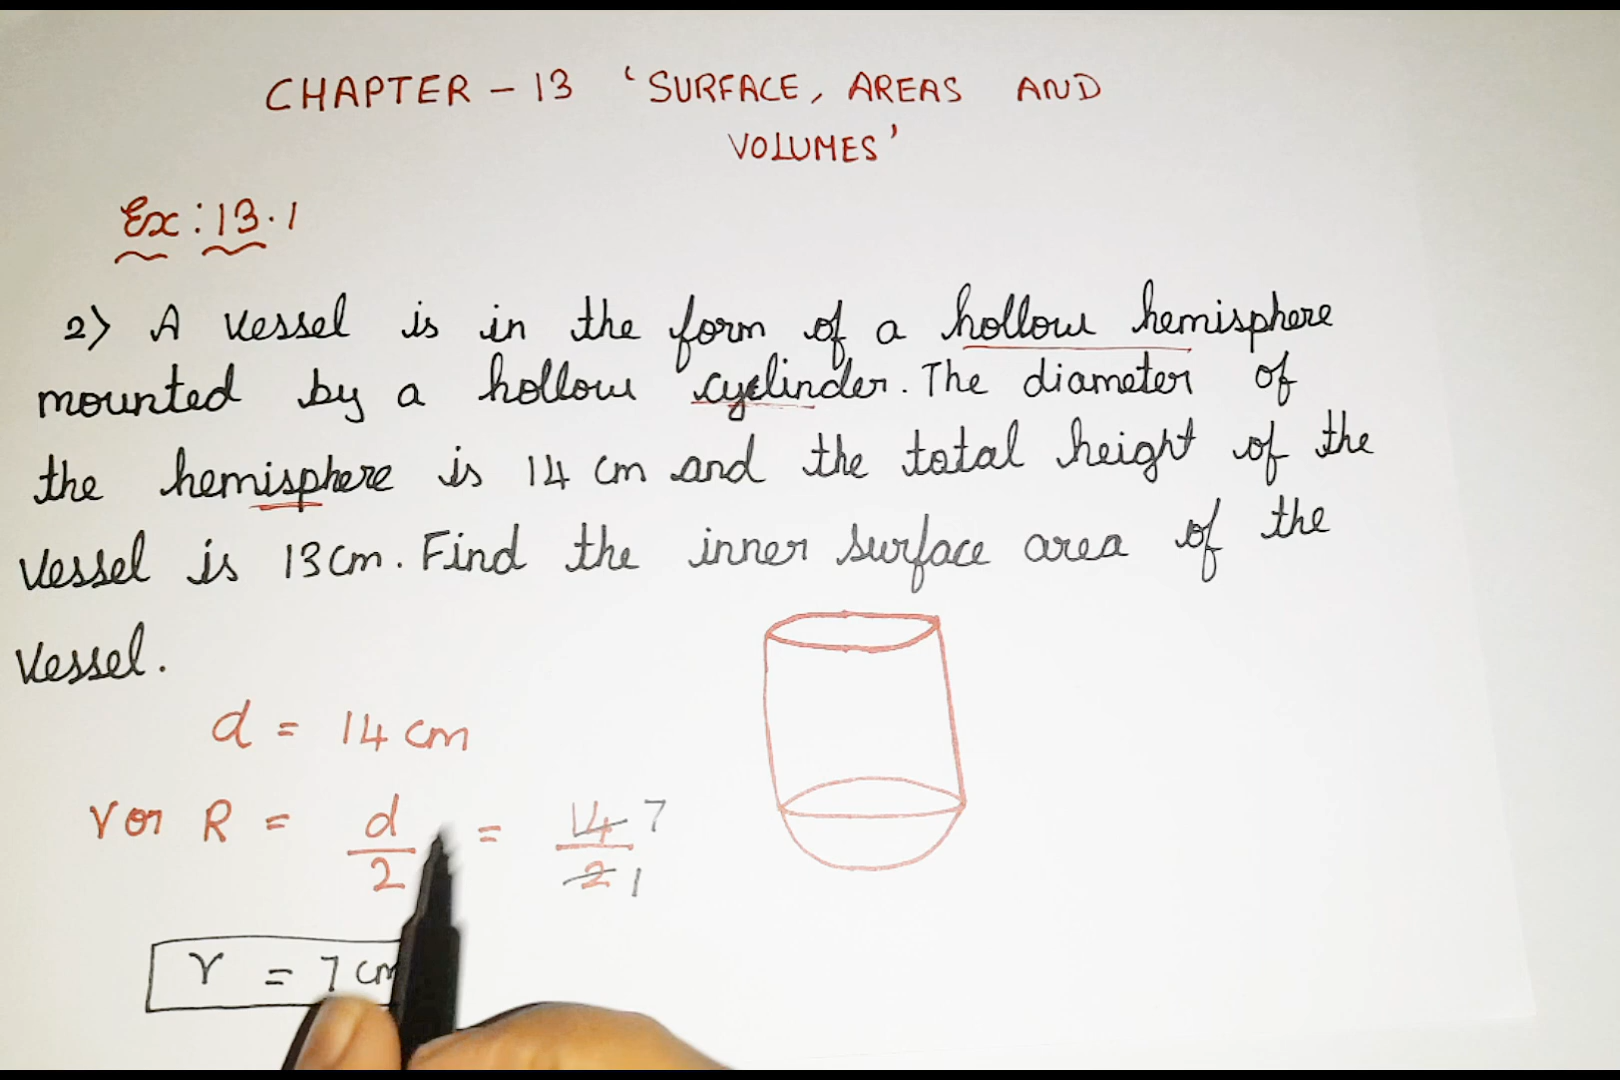 CHAPTER - 13 ‘SURFACE, AREAS AND
VOLUMES’
Ex : 13.1
2) A vessel is in the form of a hollow hemisphere
mounted by a hollow cyclinder. The diameter of
the hemisphere is 14 cm and the total height of the
vessel is 13cm. Find the inner surface area of the
vessel.
d = 14 cm
r or R = d/2 = 14/2 7 1
r = 7 cm